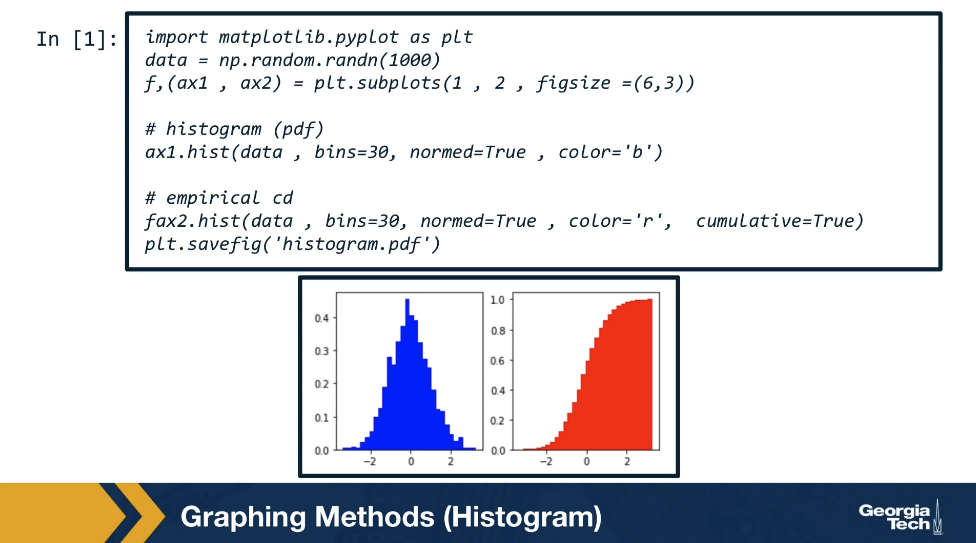 In [1]:
import matplotlib.pyplot as plt
data = np.random.randn(1000)
f,(ax1 , ax2) = plt.subplots(1 , 2 , figsize =(6,3))
# histogram (pdf)
ax1.hist(data , bins=30, normed=True , color='b')
# empirical cd
fax2.hist(data , bins=30, normed=True , color='r',  cumulative=True)
plt.savefig('histogram.pdf')
0.4
0.3
0.2
0.1
0.0
−2 0 2
1.0
0.8
0.6
0.4
0.2
0.0
−2 0 2
Graphing Methods (Histogram)
Georgia
Tech